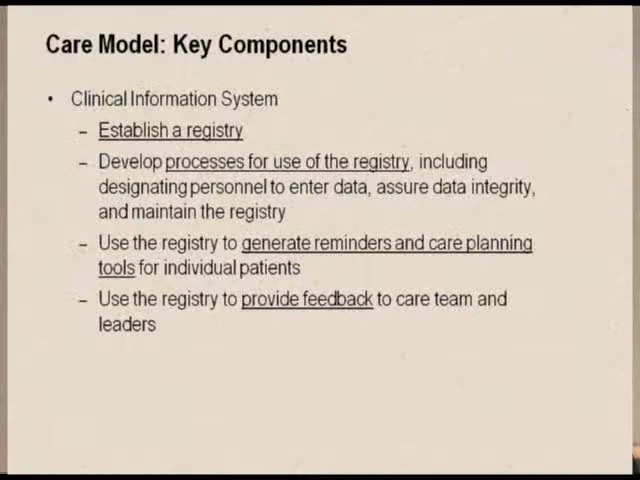 Care Model: Key Components
• Clinical Information System
– Establish a registry
– Develop processes for use of the registry, including
designating personnel to enter data, assure data integrity,
and maintain the registry
– Use the registry to generate reminders and care planning
tools for individual patients
– Use the registry to provide feedback to care team and
leaders